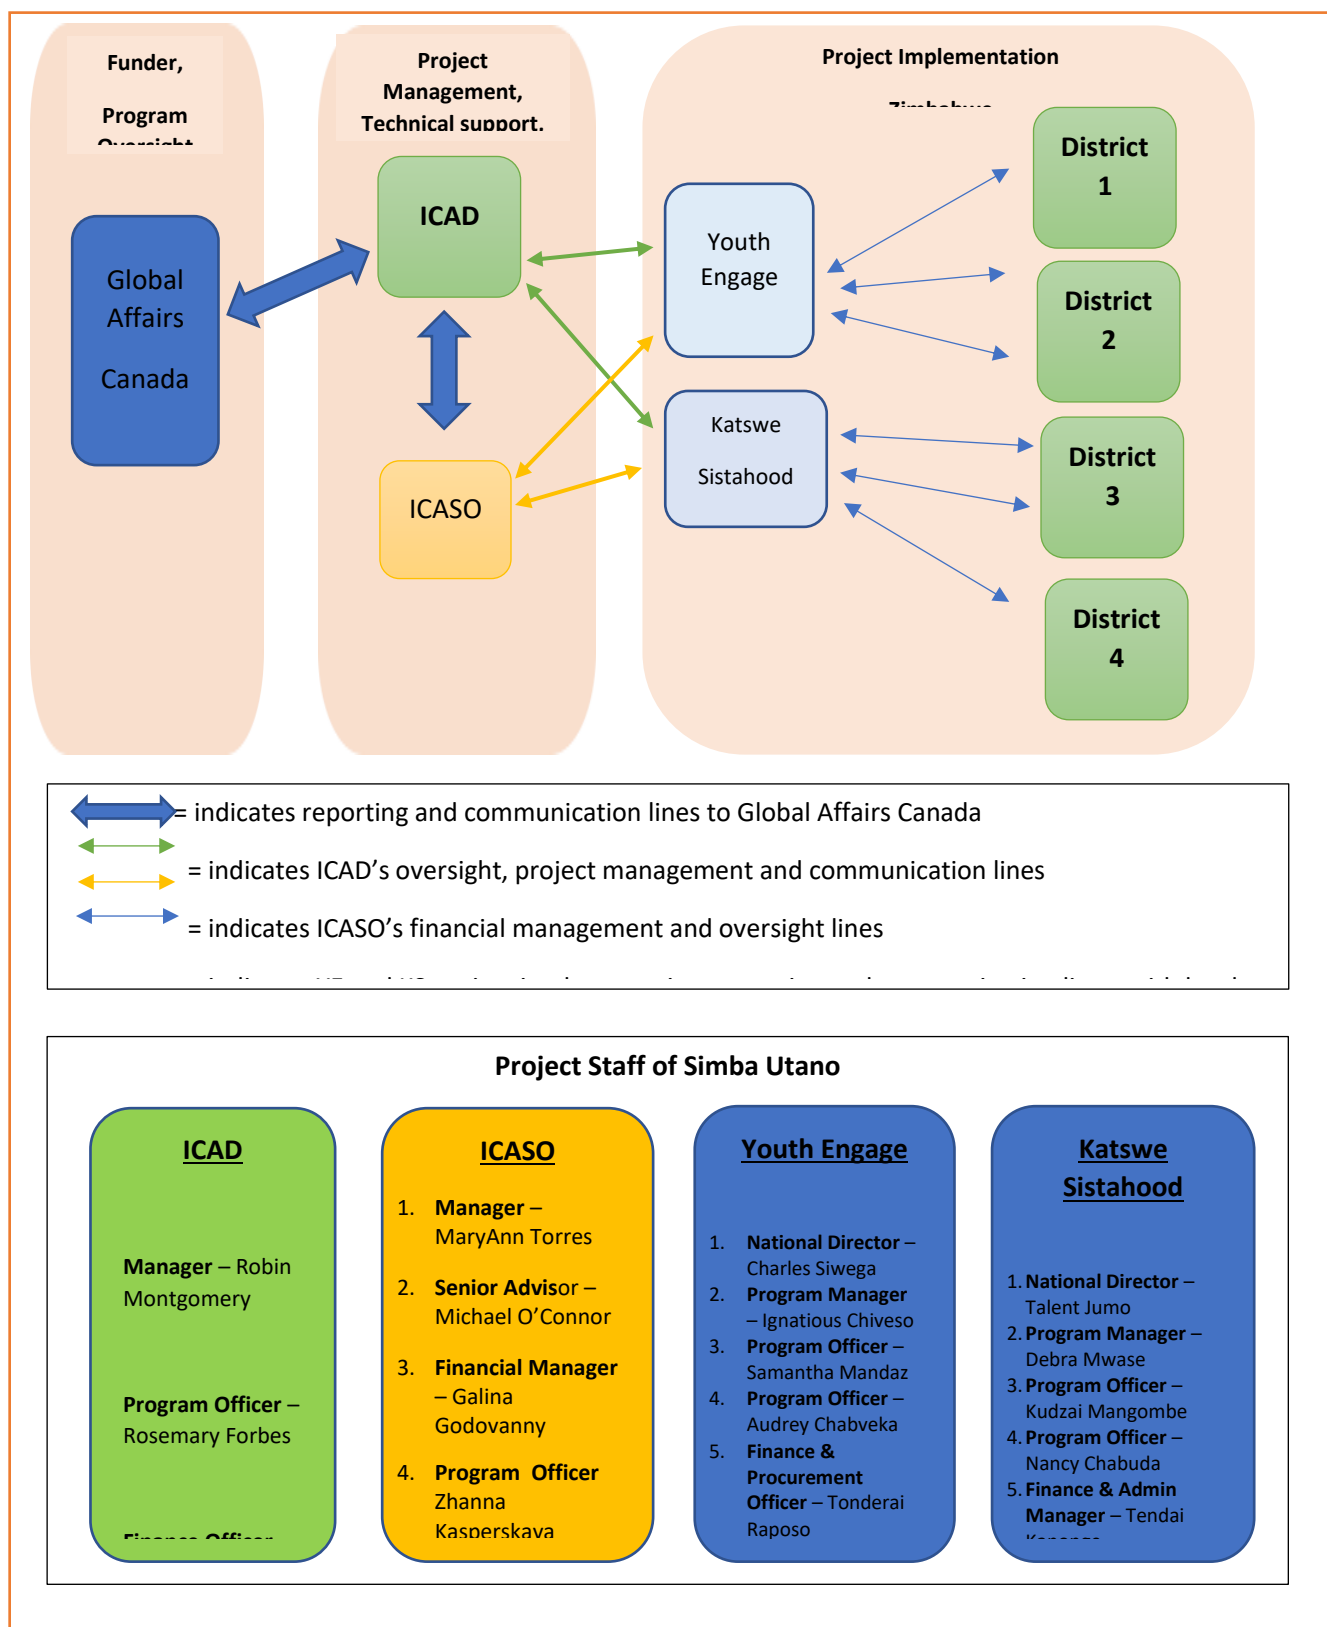 Funder,
Program
Oversight
Project
Management,
Technical support,
Project Implementation
Zimbabwe
Global
Affairs
Canada
ICAD
ICASO
Youth
Engage
Katswe
Sistahood
District
1
District
2
District
3
District
4
= indicates reporting and communication lines to Global Affairs Canada
= indicates ICAD’s oversight, project management and communication lines
= indicates ICASO’s financial management and oversight lines
Project Staff of Simba Utano
ICAD
Manager – Robin
Montgomery
Program Officer –
Rosemary Forbes
Finance Officer
ICASO
1. Manager –
MaryAnn Torres
2. Senior Advisor –
Michael O’Connor
3. Financial Manager
– Galina
Godovanny
4. Program Officer
Zhanna
Kasperskaya
Youth Engage
1. National Director –
Charles Siwega
2. Program Manager
– Ignatious Chiveso
3. Program Officer –
Samantha Mandaz
4. Program Officer –
Audrey Chabveka
5. Finance &
Procurement
Officer – Tonderai
Raposo
Katswe
Sistahood
1. National Director –
Talent Jumo
2. Program Manager –
Debra Mwase
3. Program Officer –
Kudzai Mangombe
4. Program Officer –
Nancy Chabuda
5. Finance & Admin
Manager – Tendai